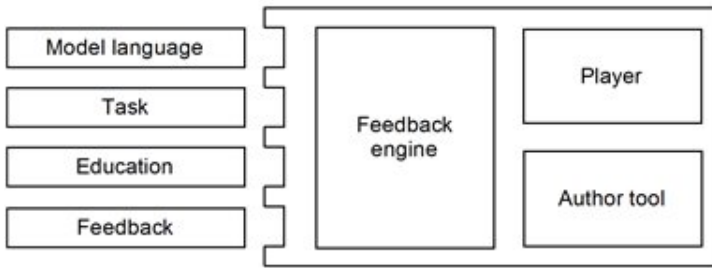 Model language
Task
Education
Feedback
Feedback
engine
Player
Author tool